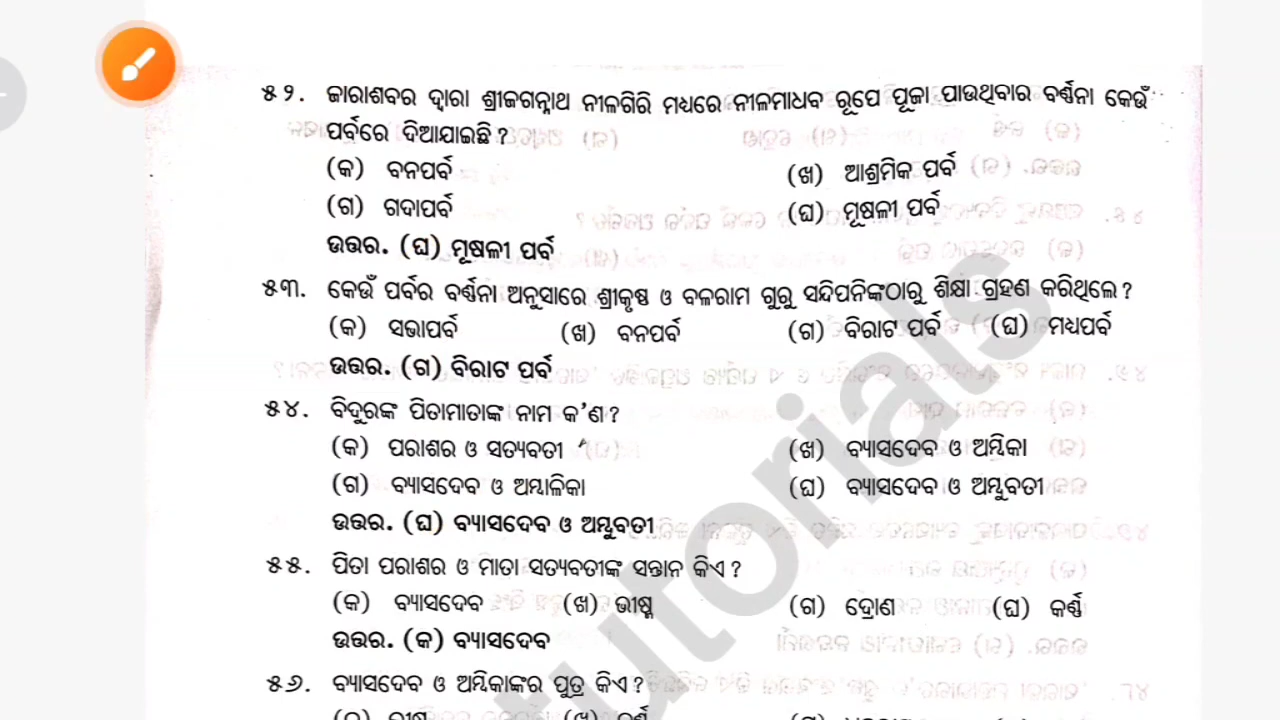 ୫୨. ଜାରାଶବର ଦ୍ୱାରା ଶ୍ରୀଜଗନ୍ନାଥ ନୀଳଗିରି ମଧ୍ୟରେ ନୀଳମାଧବ ରୂପେ ପୂଜା ପାଉଥିବାର ବର୍ଣ୍ଣନା କେଉଁ
ପର୍ବରେ ଦିଆଯାଇଛି ?
(କ) ବନପର୍ବ (ଖ) ଆଶ୍ରମିକ ପର୍ବ
(ଗ) ଗଦାପର୍ବ (ଘ) ମୂଷଳୀ ପର୍ବ
ଉତ୍ତର. (ଘ) ମୂଷଳୀ ପର୍ବ
୫୩. କେଉଁ ପର୍ବର ବର୍ଣ୍ଣନା ଅନୁସାରେ ଶ୍ରୀକୃଷ୍ଣ ଓ ବଳରାମ ଗୁରୁ ସନ୍ଦିପନିଙ୍କଠାରୁ ଶିକ୍ଷା ଗ୍ରହଣ କରିଥିଲେ ?
(କ) ସଭାପର୍ବ (ଖ) ବନପର୍ବ (ଗ) ବିରାଟ ପର୍ବ (ଘ) ମଧ୍ୟପର୍ବ
ଉତ୍ତର. (ଗ) ବିରାଟ ପର୍ବ
୫୪. ବିଦୁରଙ୍କ ପିତାମାତାଙ୍କ ନାମ କ'ଣ ?
(କ) ପରାଶର ଓ ସତ୍ୟବତୀ (ଖ) ବ୍ୟାସଦେବ ଓ ଅମ୍ବିକା
(ଗ) ବ୍ୟାସଦେବ ଓ ଅମ୍ବାଳିକା (ଘ) ବ୍ୟାସଦେବ ଓ ଅମ୍ବୁବତୀ
ଉତ୍ତର. (ଘ) ବ୍ୟାସଦେବ ଓ ଅମ୍ବୁବତୀ
୫୫. ପିତା ପରାଶର ଓ ମାତା ସତ୍ୟବତୀଙ୍କ ସନ୍ତାନ କିଏ ?
(କ) ବ୍ୟାସଦେବ (ଖ) ଭୀଷ୍ମ (ଗ) ଦ୍ରୋଣ (ଘ) କର୍ଣ୍ଣ
ଉତ୍ତର. (କ) ବ୍ୟାସଦେବ
୫୬. ବ୍ୟାସଦେବ ଓ ଅମ୍ବିକାଙ୍କର ପୁତ୍ର କିଏ ?
tutorials